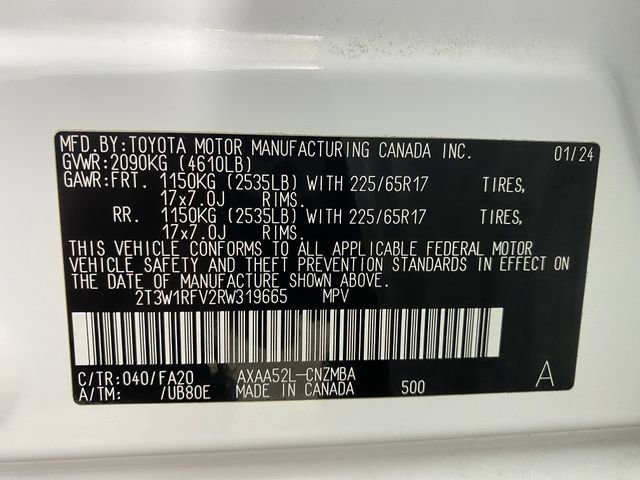 MFD.BY:TOYOTA MOTOR MANUFACTURING CANADA INC. 01/24
GVWR:2090KG (4610LB)
GAWR:FRT. 1150KG (2535LB) WITH 225/65R17 TIRES,
17x7.0J RIMS.
RR. 1150KG (2535LB) WITH 225/65R17 TIRES,
17x7.0J RIMS.
THIS VEHICLE CONFORMS TO ALL APPLICABLE FEDERAL MOTOR
VEHICLE SAFETY AND THEFT PREVENTION STANDARDS IN EFFECT ON
THE DATE OF MANUFACTURE SHOWN ABOVE.
2T3W1RFV2RW319665 MPV
C/TR:040/FA20 AXAA52L-CNZMBA A
A/TM: /UB80E MADE IN CANADA 500